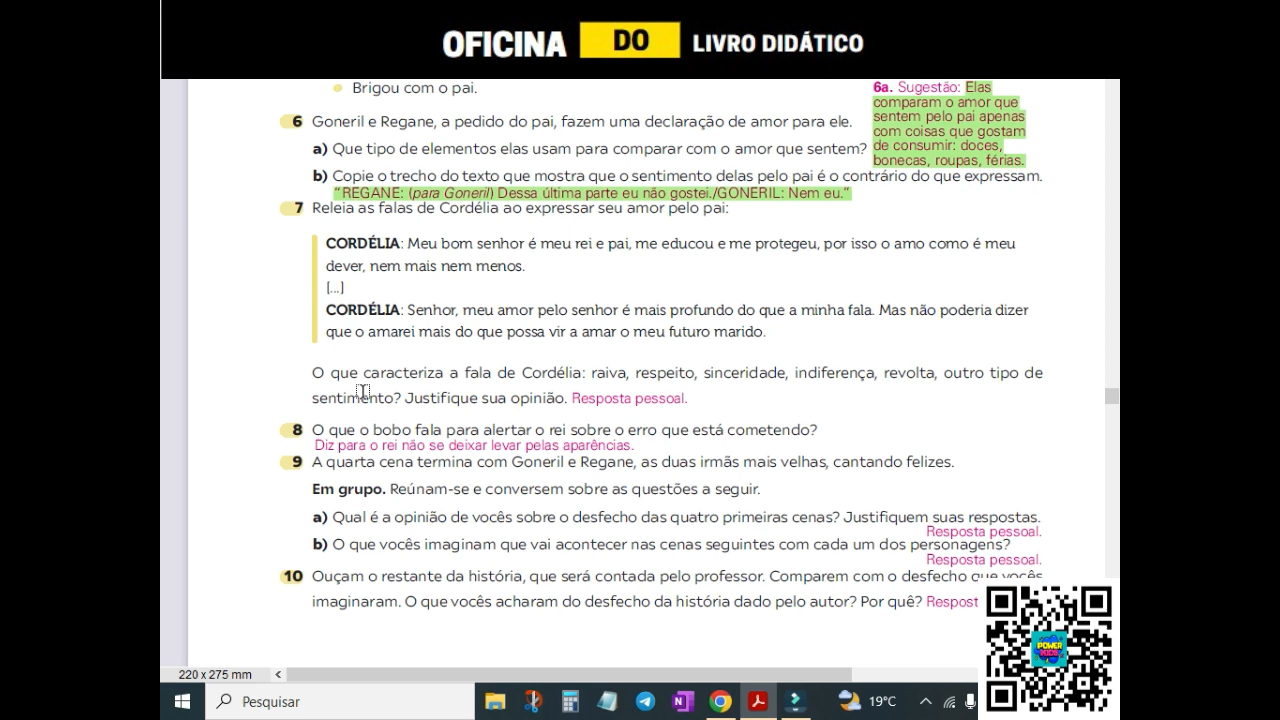 OFICINA DO LIVRO DIDÁTICO
Brigou com o pai.
6a. Sugestão: Elas
comparam o amor que
sentem pelo pai apenas
com coisas que gostam
de consumir: doces,
bonecas, roupas, férias.
6 Goneril e Regane, a pedido do pai, fazem uma declaração de amor para ele.
a) Que tipo de elementos elas usam para comparar com o amor que sentem?
b) Copie o trecho do texto que mostra que o sentimento delas pelo pai é o contrário do que expressam.
“REGANE: (para Goneril) Dessa última parte eu não gostei./GONERIL: Nem eu.”
7 Releia as falas de Cordélia ao expressar seu amor pelo pai:
CORDÉLIA: Meu bom senhor é meu rei e pai, me educou e me protegeu, por isso o amo como é meu
dever, nem mais nem menos.
[...]
CORDÉLIA: Senhor, meu amor pelo senhor é mais profundo do que a minha fala. Mas não poderia dizer
que o amarei mais do que possa vir a amar o meu futuro marido.
O que caracteriza a fala de Cordélia: raiva, respeito, sinceridade, indiferença, revolta, outro tipo de
sentimento? Justifique sua opinião. Resposta pessoal.
8 O que o bobo fala para alertar o rei sobre o erro que está cometendo?
Diz para o rei não se deixar levar pelas aparências.
9 A quarta cena termina com Goneril e Regane, as duas irmãs mais velhas, cantando felizes.
Em grupo. Reúnam-se e conversem sobre as questões a seguir.
a) Qual é a opinião de vocês sobre o desfecho das quatro primeiras cenas? Justifiquem suas respostas.
Resposta pessoal.
b) O que vocês imaginam que vai acontecer nas cenas seguintes com cada um dos personagens?
Resposta pessoal.
10 Ouçam o restante da história, que será contada pelo professor. Comparem com o desfecho que vocês
imaginaram. O que vocês acharam do desfecho da história dado pelo autor? Por quê? Respost
POWER
KIDS
220 x 275 mm
Pesquisar
19°C